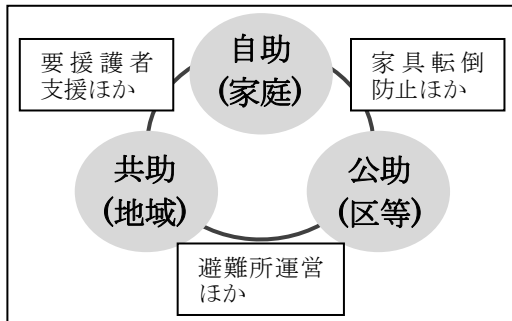 自助
(家庭)
要援護者
支援ほか
家具転倒
防止ほか
共助
(地域)
公助
(区等)
避難所運営
ほか